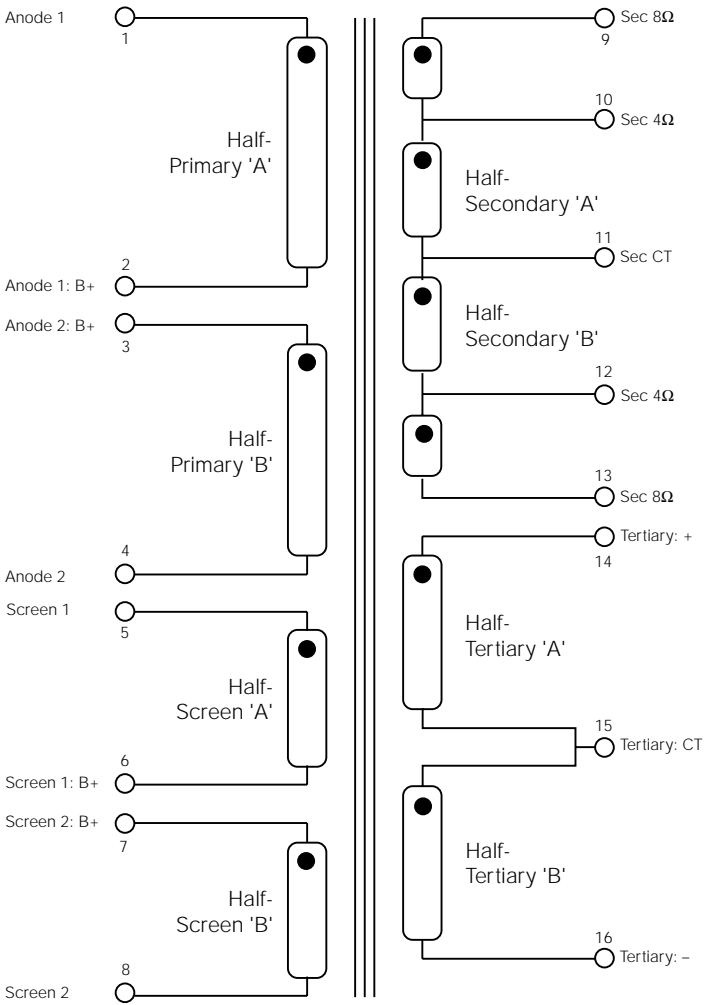 Anode 1
1
Half-
Primary 'A'
2
Anode 1: B+
Anode 2: B+
3
Half-
Primary 'B'
4
Anode 2
Screen 1
5
Half-
Screen 'A'
6
Screen 1: B+
Screen 2: B+
7
Half-
Screen 'B'
8
Screen 2
Sec 8Ω
9
10
Sec 4Ω
Half-
Secondary 'A'
11
Sec CT
Half-
Secondary 'B'
12
Sec 4Ω
13
Sec 8Ω
Tertiary: +
14
Half-
Tertiary 'A'
15
Tertiary: CT
Half-
Tertiary 'B'
16
Tertiary: –